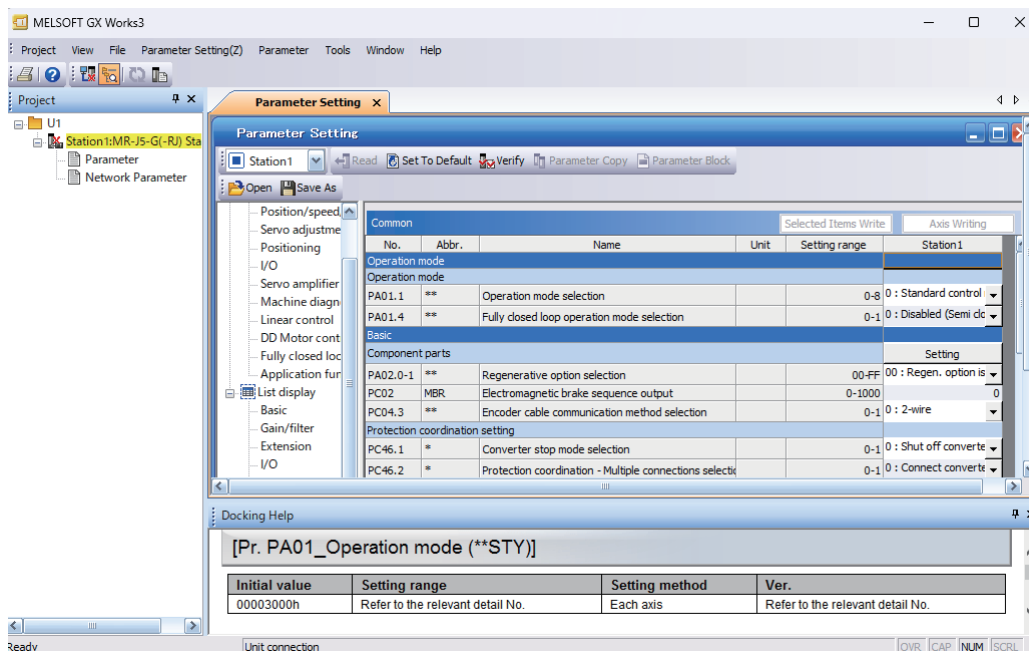 MELSOFT GX Works3
Project View File Parameter Setting(Z) Parameter Tools Window Help
Project
U1
Station1:MR-J5-G(-RJ) Sta
Parameter
Network Parameter
Parameter Setting
Parameter Setting
Station1 Read Set To Default Verify Parameter Copy Parameter Block
Open Save As
Position/speed
Servo adjustme
Positioning
I/O
Servo amplifier
Machine diagn
Linear control
DD Motor cont
Fully closed loc
Application fun
List display
Basic
Gain/filter
Extension
I/O
Common Selected Items Write Axis Writing
No. Abbr. Name Unit Setting range Station1
Operation mode
Operation mode
PA01.1 ** Operation mode selection 0-8 0 : Standard control
PA01.4 ** Fully closed loop operation mode selection 0-1 0 : Disabled (Semi clo
Basic
Component parts Setting
PA02.0-1 ** Regenerative option selection 00-FF 00 : Regen. option is
PC02 MBR Electromagnetic brake sequence output 0-1000 0
PC04.3 ** Encoder cable communication method selection 0-1 0 : 2-wire
Protection coordination setting
PC46.1 * Converter stop mode selection 0-1 0 : Shut off converte
PC46.2 * Protection coordination - Multiple connections selectio 0-1 0 : Connect converte
Docking Help
[Pr. PA01_Operation mode (**STY)]
Initial value Setting range Setting method Ver.
00003000h Refer to the relevant detail No. Each axis Refer to the relevant detail No.
Ready Unit connection OVR CAP NUM SCRL